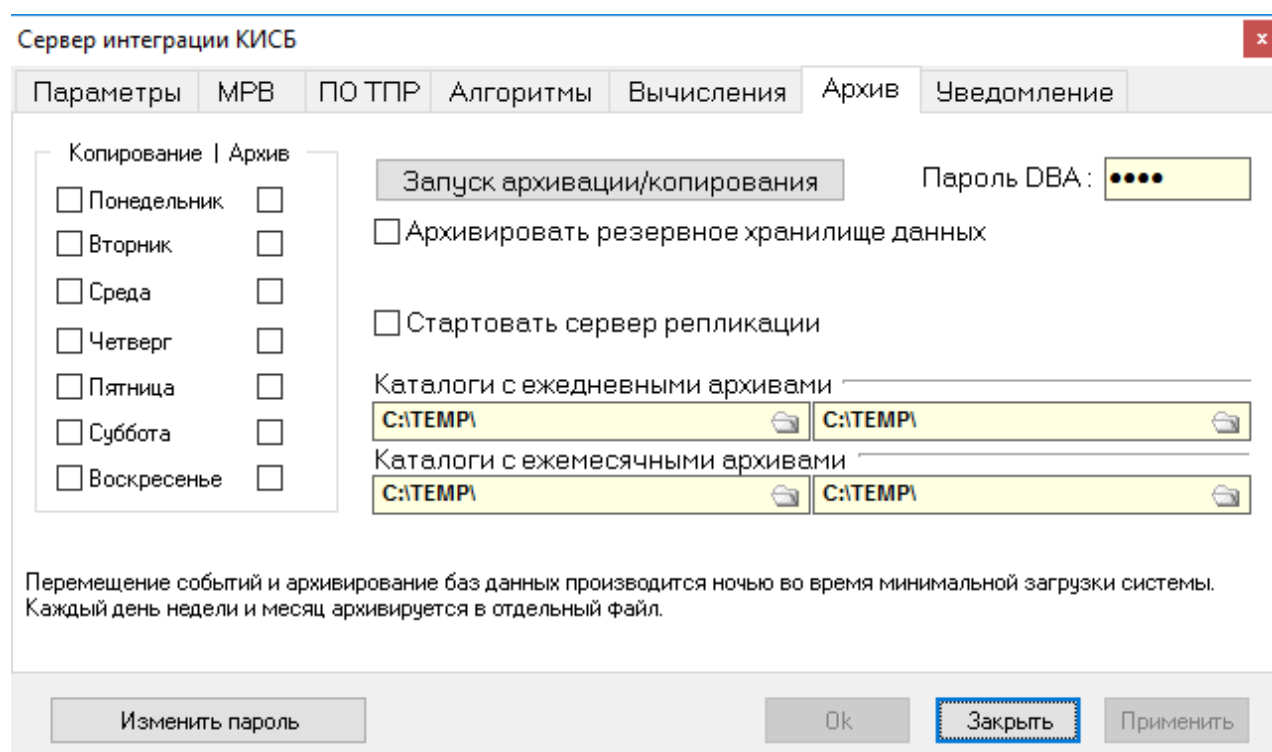 Сервер интеграции КИСБ
x
Параметры МРВ ПО ТПР Алгоритмы Вычисления Архив Уведомление
Копирование | Архив
Понедельник
Вторник
Среда
Четверг
Пятница
Суббота
Воскресенье
Запуск архивации/копирования
Пароль DBA : ••••
Архивировать резервное хранилище данных
Стартовать сервер репликации
Каталоги с ежедневными архивами
C:\TEMP\ C:\TEMP\
Каталоги с ежемесячными архивами
C:\TEMP\ C:\TEMP\
Перемещение событий и архивирование баз данных производится ночью во время минимальной загрузки системы.
Каждый день недели и месяц архивируется в отдельный файл.
Изменить пароль Ok Закрыть Применить